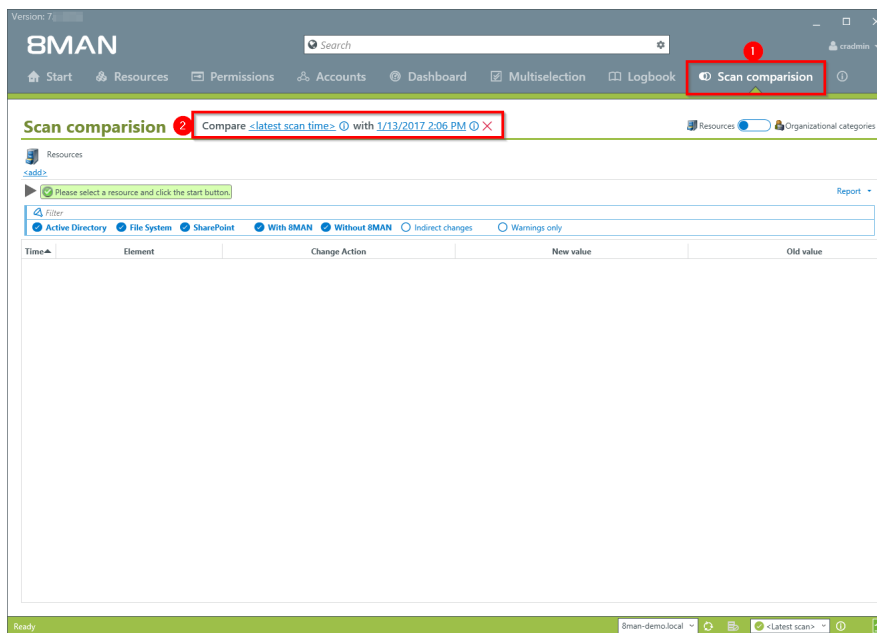 Version: 7
8MAN
Search
cradmin
1
Start Resources Permissions Accounts Dashboard Multiselection Logbook Scan comparision
Scan comparision 2 Compare <latest scan time> with 1/13/2017 2:06 PM
Resources Organizational categories
Resources
<add>
Please select a resource and click the start button.
Report
Filter
Active Directory File System SharePoint With 8MAN Without 8MAN Indirect changes Warnings only
Time Element Change Action New value Old value
Ready 8man-demo.local <Latest scan>